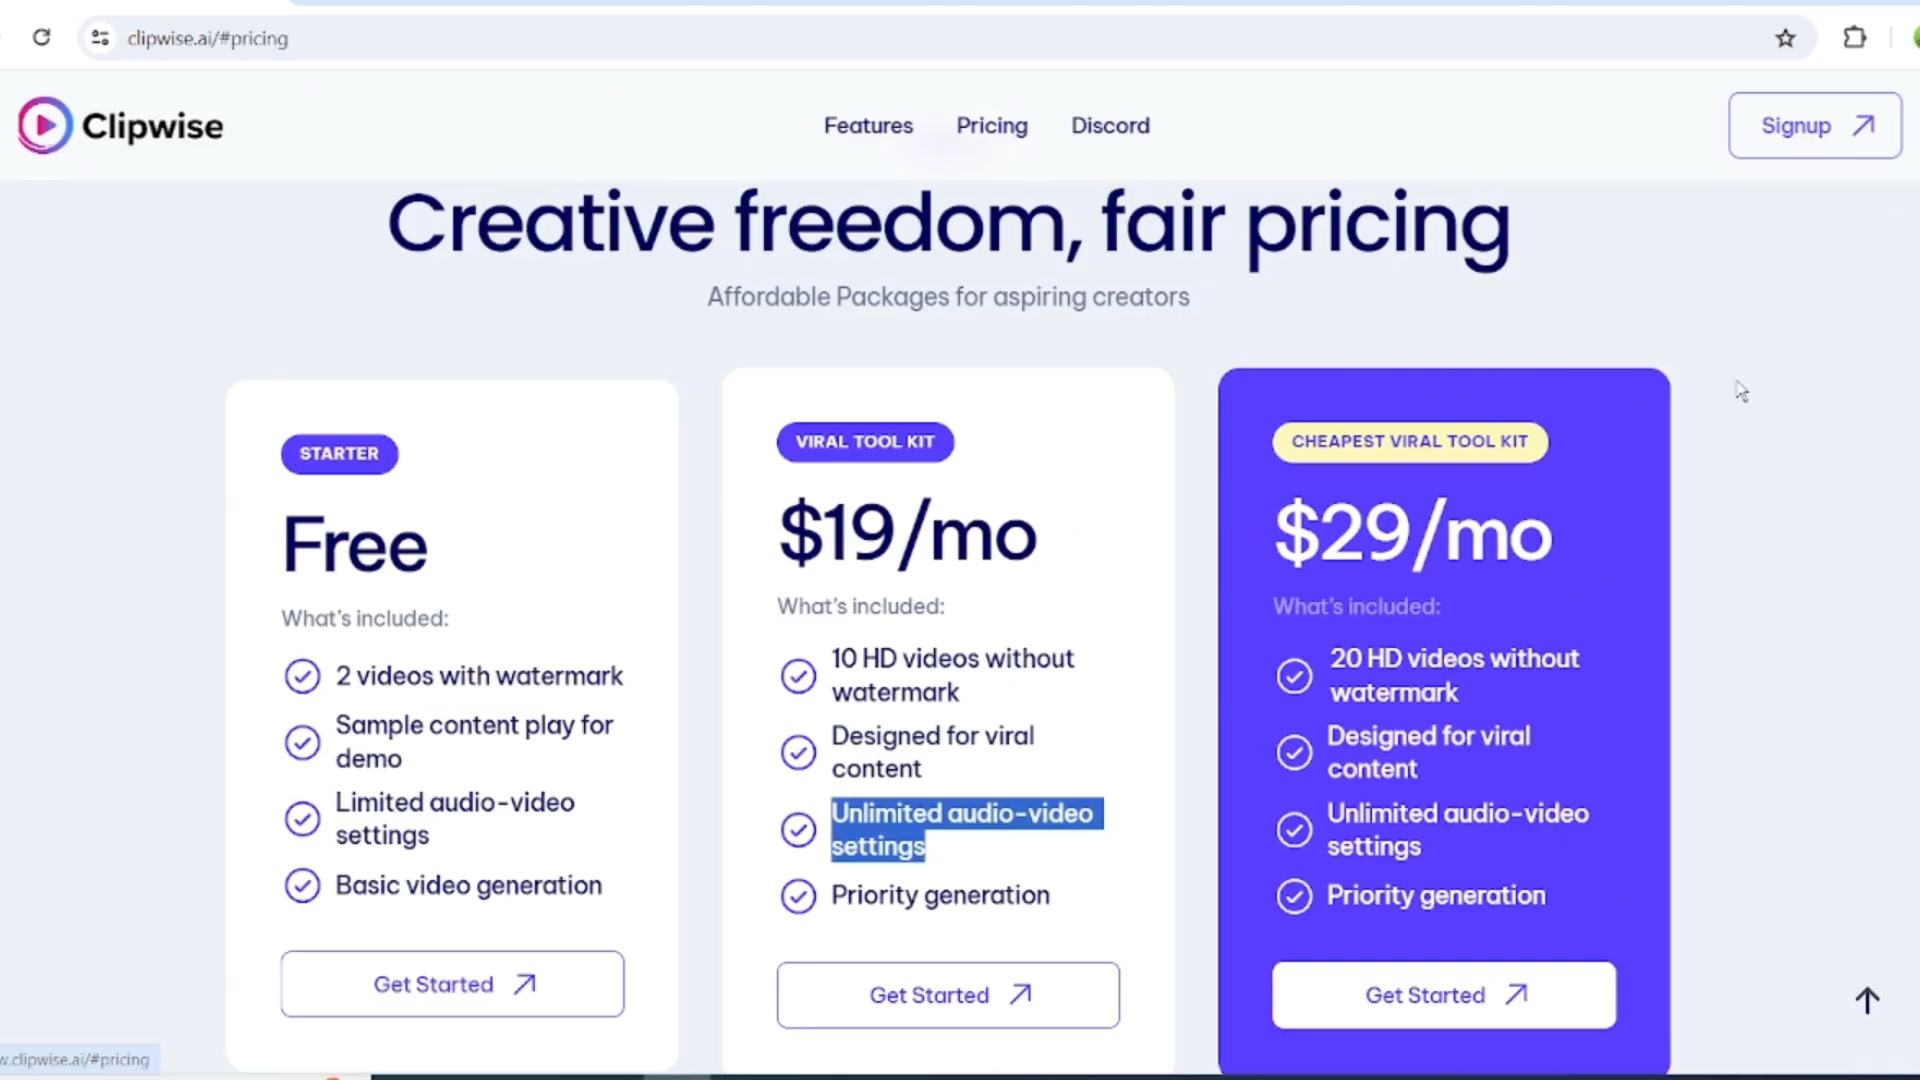 clipwise.ai/#pricing
Clipwise
Features
Pricing
Discord
Signup
Creative freedom, fair pricing
Affordable Packages for aspiring creators
STARTER
Free
What's included:
2 videos with watermark
Sample content play for
demo
Limited audio-video
settings
Basic video generation
Get Started
VIRAL TOOL KIT
$19/mo
What's included:
10 HD videos without
watermark
Designed for viral
content
Unlimited audio-video
settings
Priority generation
Get Started
CHEAPEST VIRAL TOOL KIT
$29/mo
What's included:
20 HD videos without
watermark
Designed for viral
content
Unlimited audio-video
settings
Priority generation
Get Started
w.clipwise.ai/#pricing